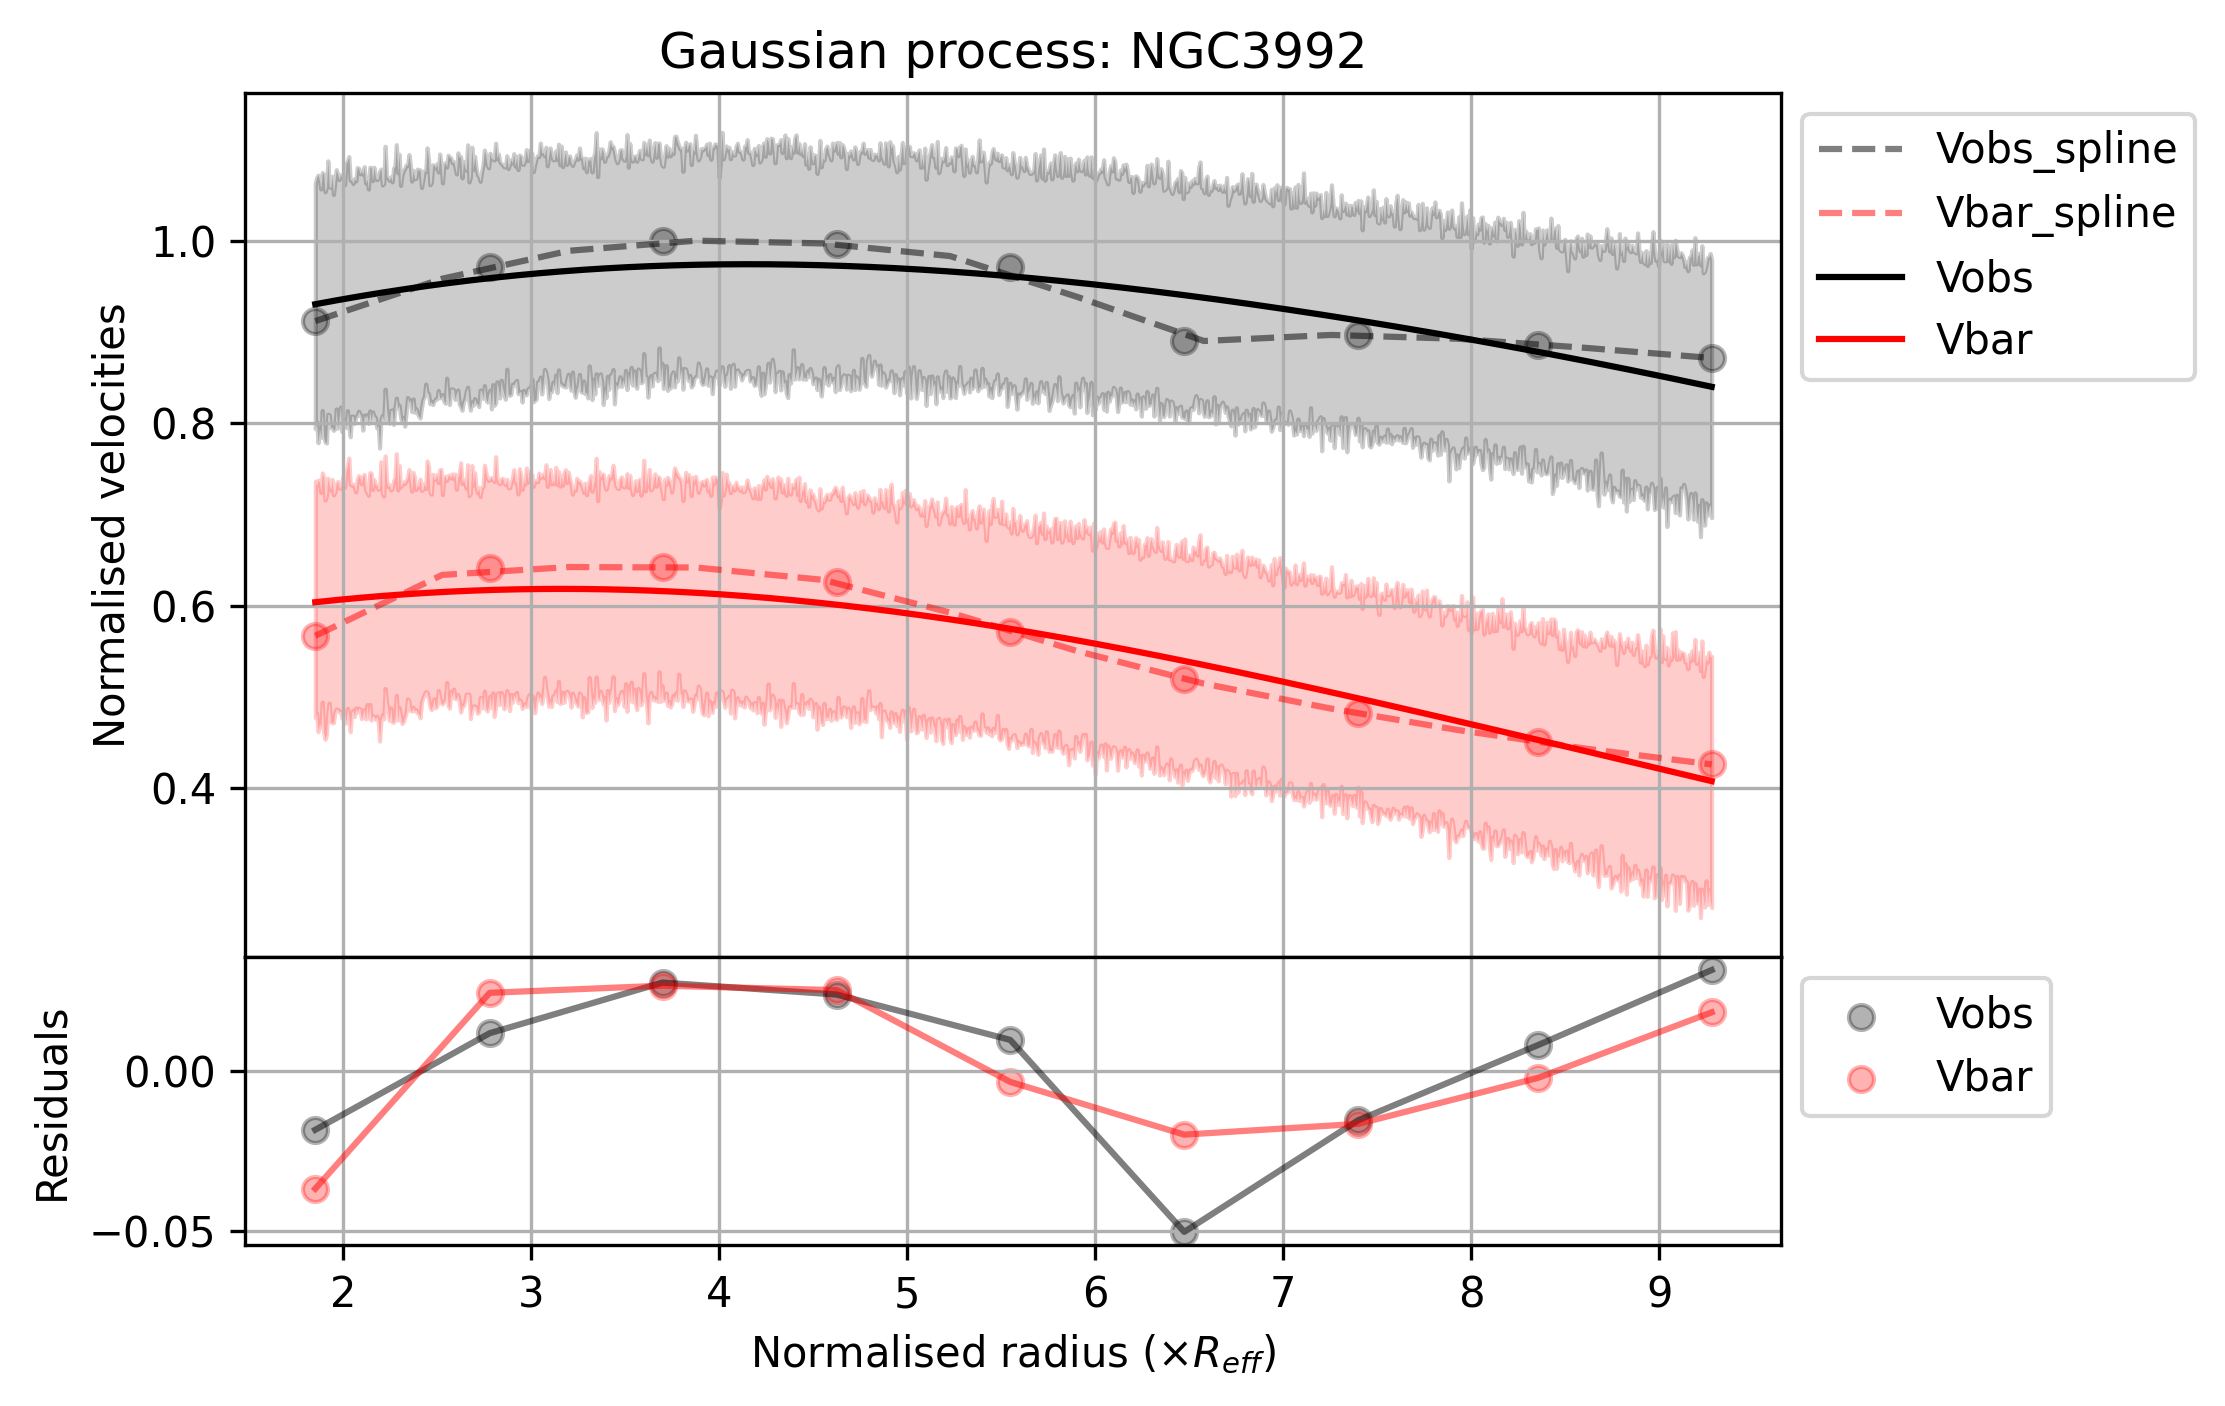 Gaussian process: NGC3992
Normalised velocities
1.0
0.8
0.6
0.4
Vobs_spline
Vbar_spline
Vobs
Vbar
Residuals
0.00
−0.05
Vobs
Vbar
2 3 4 5 6 7 8 9
Normalised radius (×R_eff)